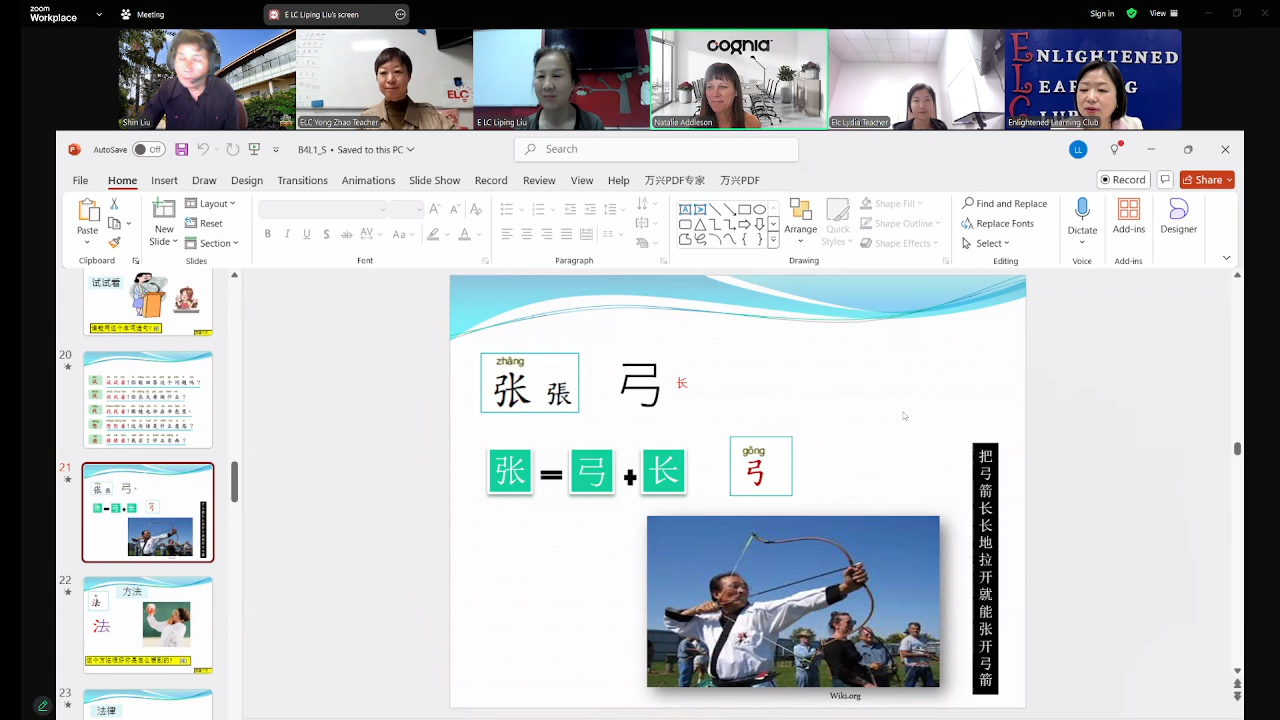 zoom
Workplace
Meeting
E LC Liping Liu's screen
Sign in
View
cognia
ELC
ENLIGHTENED
Shin Liu
ELC Yong Zhao Teacher
E LC Liping Liu
Natalie Addleson
Elc Lydia Teacher
Enlightened Learning Club
AutoSave Off
B4L1_S • Saved to this PC
Search
LL
File Home Insert Draw Design Transitions Animations Slide Show Record Review View Help 万兴PDF专家 万兴PDF
Record
Share
Paste
New
Slide
Layout
Reset
Section
Arrange
Quick
Styles
Shape Fill
Shape Outline
Shape Effects
Find and Replace
Replace Fonts
Select
Dictate
Add-ins
Designer
Clipboard Slides Font Paragraph Drawing Editing Voice Add-ins
试试看
20
21
22
方法
法
23
法律
zhāng
张 張
弓
长
张 = 弓 + 长
gōng
弓
把弓箭长长地拉开就能张开弓箭
Wiki.org